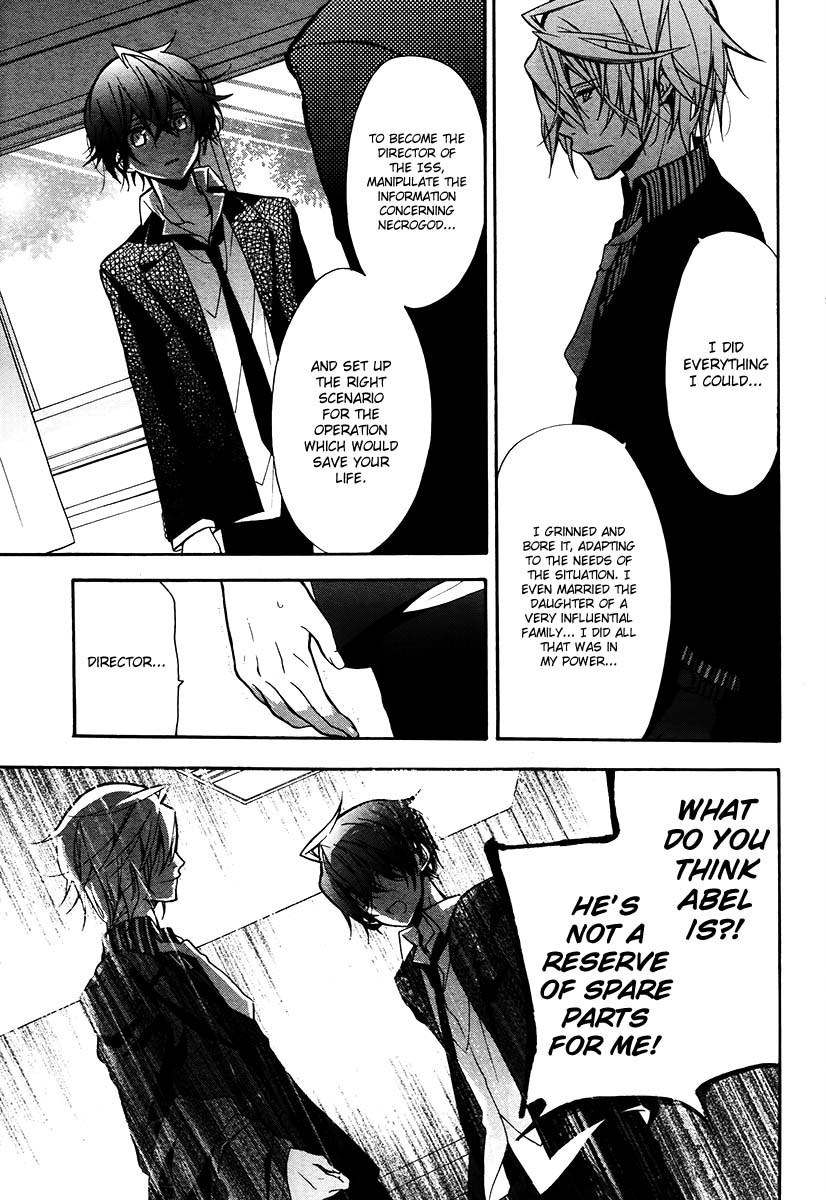 I DID
EVERYTHING
I COULD...
I GRINNED AND
BORE IT, ADAPTING
TO THE NEEDS OF
THE SITUATION. I
EVEN MARRIED THE
DAUGHTER OF A
VERY INFLUENTIAL
FAMILY... I DID ALL
THAT WAS IN
MY POWER...
TO BECOME THE
DIRECTOR OF
THE ISS,
MANIPULATE THE
INFORMATION
CONCERNING
NECROGOD...
AND SET UP
THE RIGHT
SCENARIO
FOR THE
OPERATION
WHICH WOULD
SAVE YOUR
LIFE.
DIRECTOR...
WHAT
DO YOU
THINK
ABEL
IS?!
HE'S
NOT A
RESERVE
OF SPARE
PARTS
FOR ME!